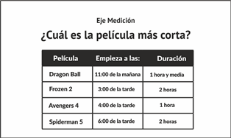 Eje Medición
¿Cuál es la película más corta?
Película Empieza a las: Duración
Dragon Ball 11:00 de la mañana 1 hora y media
Frozen 2 3:00 de la tarde 2 horas
Avengers 4 4:00 de la tarde 1 hora
Spiderman 5 6:00 de la tarde 2 horas